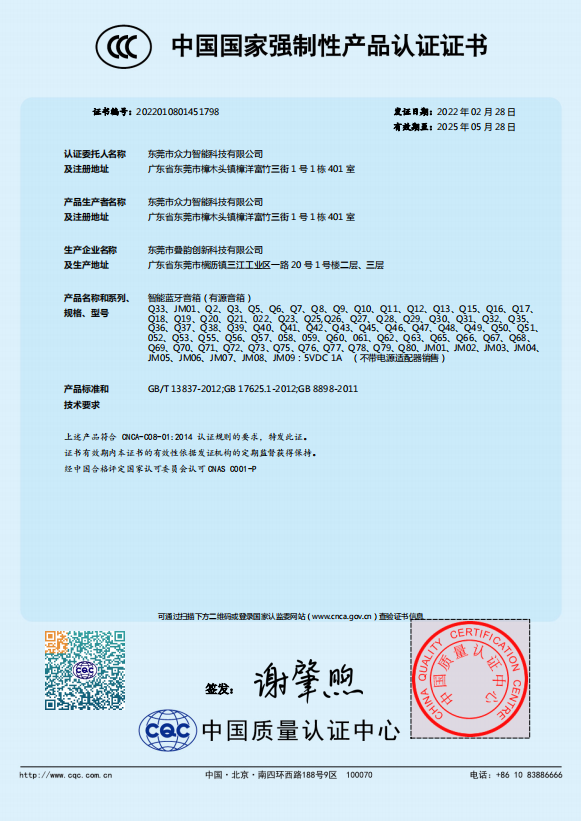 中国国家强制性产品认证证书
证书编号：2022010801451798
发证日期：2022 年 02 月 28 日
有效期至：2025 年 05 月 28 日
认证委托人名称 东莞市众力智能科技有限公司
及注册地址 广东省东莞市樟木头镇樟洋富竹三街 1 号 1 栋 401 室
产品生产者名称 东莞市众力智能科技有限公司
及注册地址 广东省东莞市樟木头镇樟洋富竹三街 1 号 1 栋 401 室
生产企业名称 东莞市叠韵创新科技有限公司
及生产地址 广东省东莞市横沥镇三江工业区一路 20 号 1 号楼二层、三层
产品名称和系列、 智能蓝牙音箱（有源音箱）
规格、型号
Q33、JM01、Q2、Q3、Q5、Q6、Q7、Q8、Q9、Q10、Q11、Q12、Q13、Q15、Q16、Q17、
Q18、Q19、Q20、Q21、022、Q23、Q25,Q26、Q27、Q28、Q29、Q30、Q31、Q32、Q35、
Q36、Q37、Q38、Q39、Q40、Q41、Q42、Q43、Q45、Q46、Q47、Q48、Q49、Q50、Q51、
052、Q53、Q55、Q56、Q57、058、059、Q60、061、Q62、Q63、Q65、Q66、Q67、Q68、
Q69、Q70、Q71、Q72、Q73、Q75、Q76、Q77、Q78、Q79、Q80、JM01、JM02、JM03、JM04、
JM05、JM06、JM07、JM08、JM09：5VDC 1A （不带电源适配器销售）
产品标准和 GB/T 13837-2012;GB 17625.1-2012;GB 8898-2011
技术要求
上述产品符合 CNCA-C08-01:2014 认证规则的要求，特发此证。
证书有效期内本证书的有效性依据发证机构的定期监督获得保持。
经中国合格评定国家认可委员会认可 CNAS C001-P
可通过扫描下方二维码或登录国家认监委网站（www.cnca.gov.cn）查验证书信息
签发：谢肇煦
CQC 中国质量认证中心
CHINA QUALITY CERTIFICATION CENTRE
中国质量认证中心
http://www.cqc.com.cn 中国・北京・南四环西路188号9区 100070 电话：+86 10 83886666